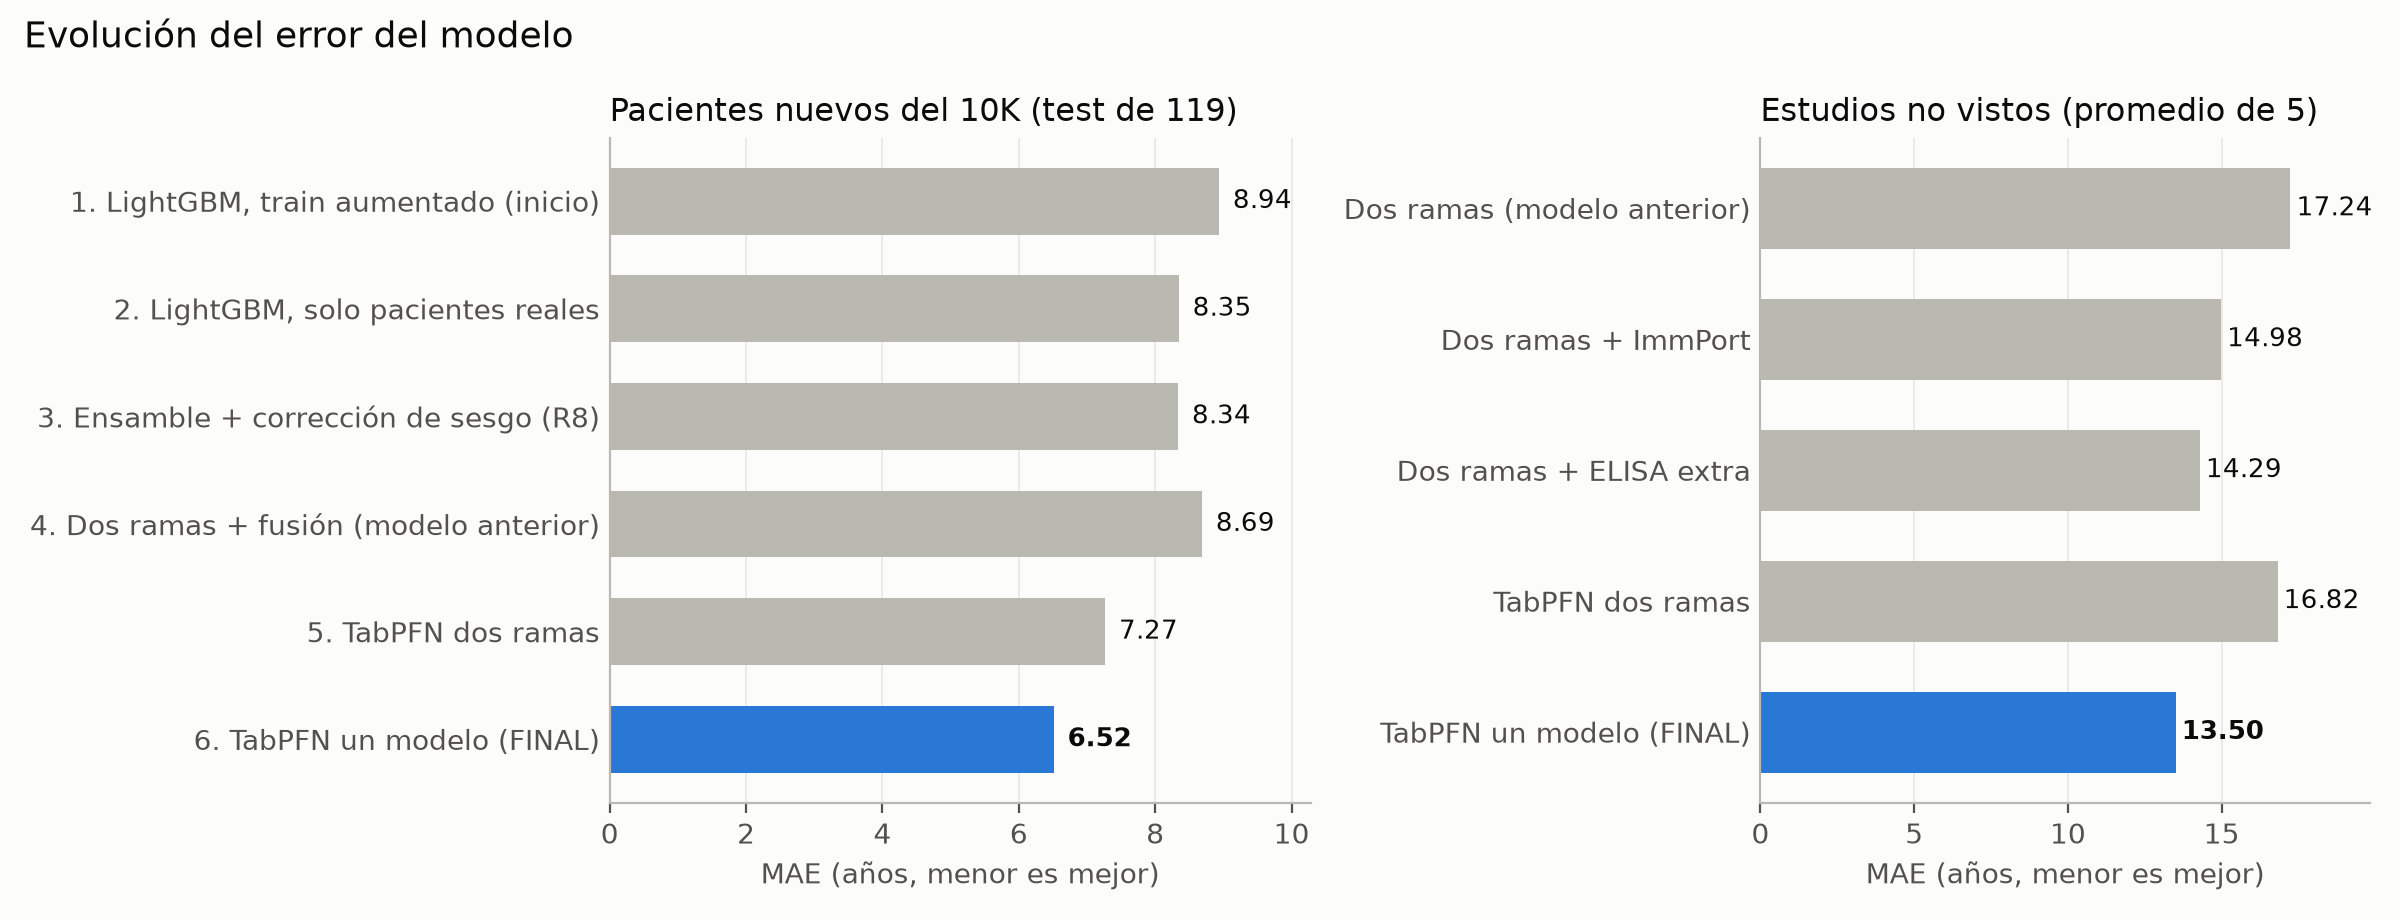 Evolución del error del modelo
Pacientes nuevos del 10K (test de 119)
1. LightGBM, train aumentado (inicio)
8.94
2. LightGBM, solo pacientes reales
8.35
3. Ensamble + corrección de sesgo (R8)
8.34
4. Dos ramas + fusión (modelo anterior)
8.69
5. TabPFN dos ramas
7.27
6. TabPFN un modelo (FINAL)
6.52
0 2 4 6 8 10
MAE (años, menor es mejor)
Estudios no vistos (promedio de 5)
Dos ramas (modelo anterior)
17.24
Dos ramas + ImmPort
14.98
Dos ramas + ELISA extra
14.29
TabPFN dos ramas
16.82
TabPFN un modelo (FINAL)
13.50
0 5 10 15
MAE (años, menor es mejor)